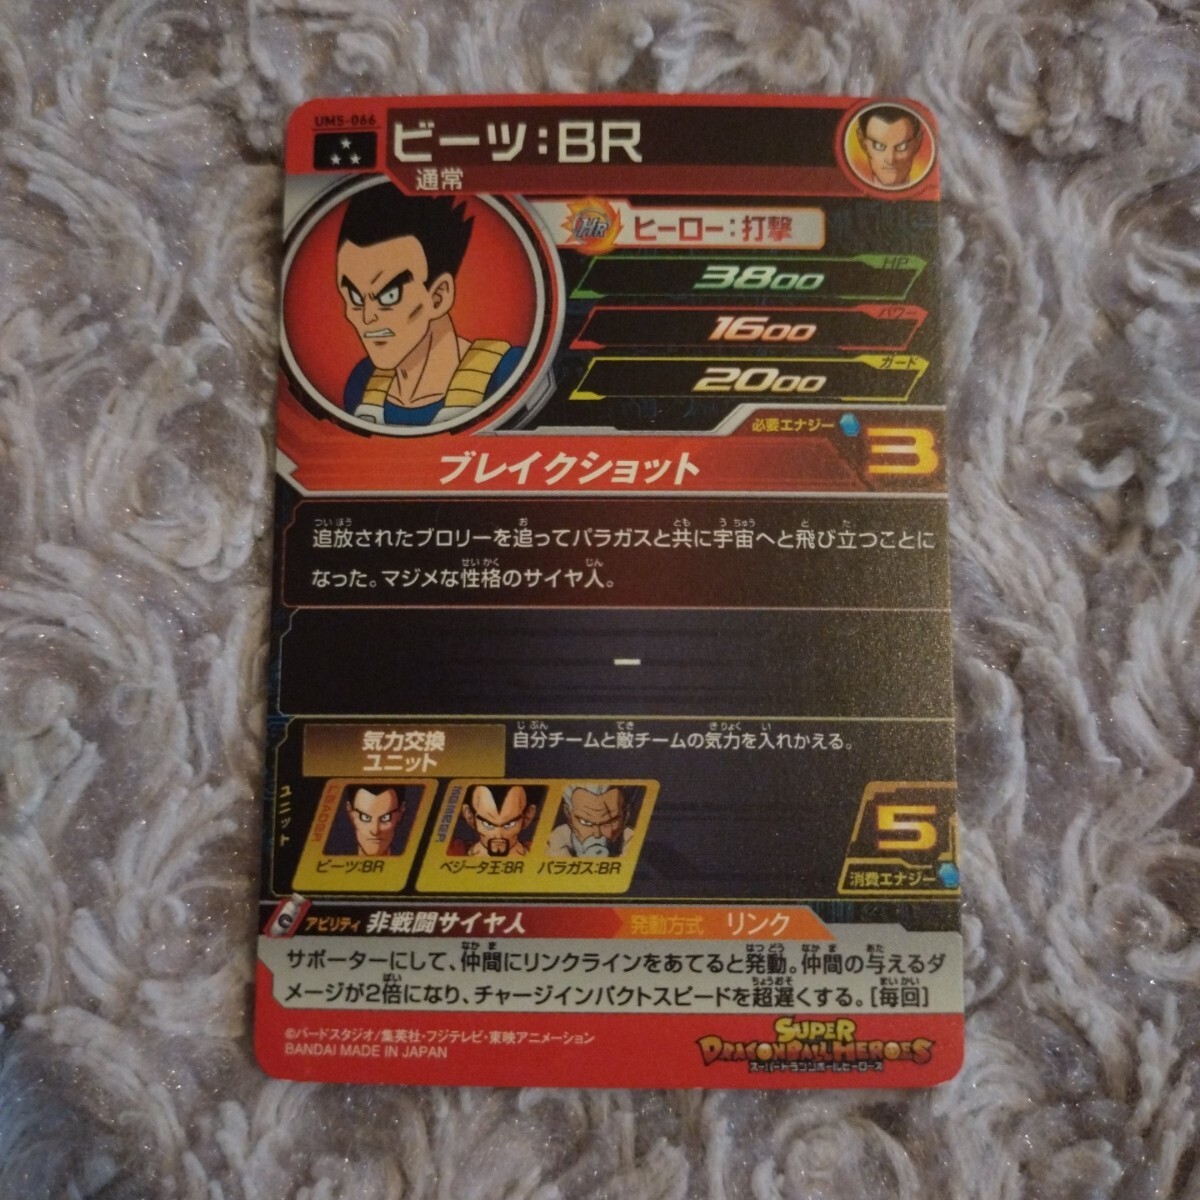 UM5-066
ビーツ:BR
通常
HR
ヒーロー:打撃
HP
3800
パワー
1600
ガード
2000
必要エナジー
3
ブレイクショット
追放されたブロリーを追ってパラガスと共に宇宙へと飛び立つことに
なった。マジメな性格のサイヤ人。
ー
ユニット
気力交換
ユニット
自分チームと敵チームの気力を入れかえる。
LEADER
ビーツ:BR
MEMBER
ベジータ王:BR
パラガス:BR
5
消費エナジー
アビリティ 非戦闘サイヤ人
発動方式 リンク
サポーターにして、仲間にリンクラインをあてると発動。仲間の与えるダ
メージが2倍になり、チャージインパクトスピードを超遅くする。[毎回]
©バードスタジオ/集英社・フジテレビ・東映アニメーション
BANDAI MADE IN JAPAN
SUPER
DRAGONBALL HEROES
スーパードラゴンボールヒーローズ